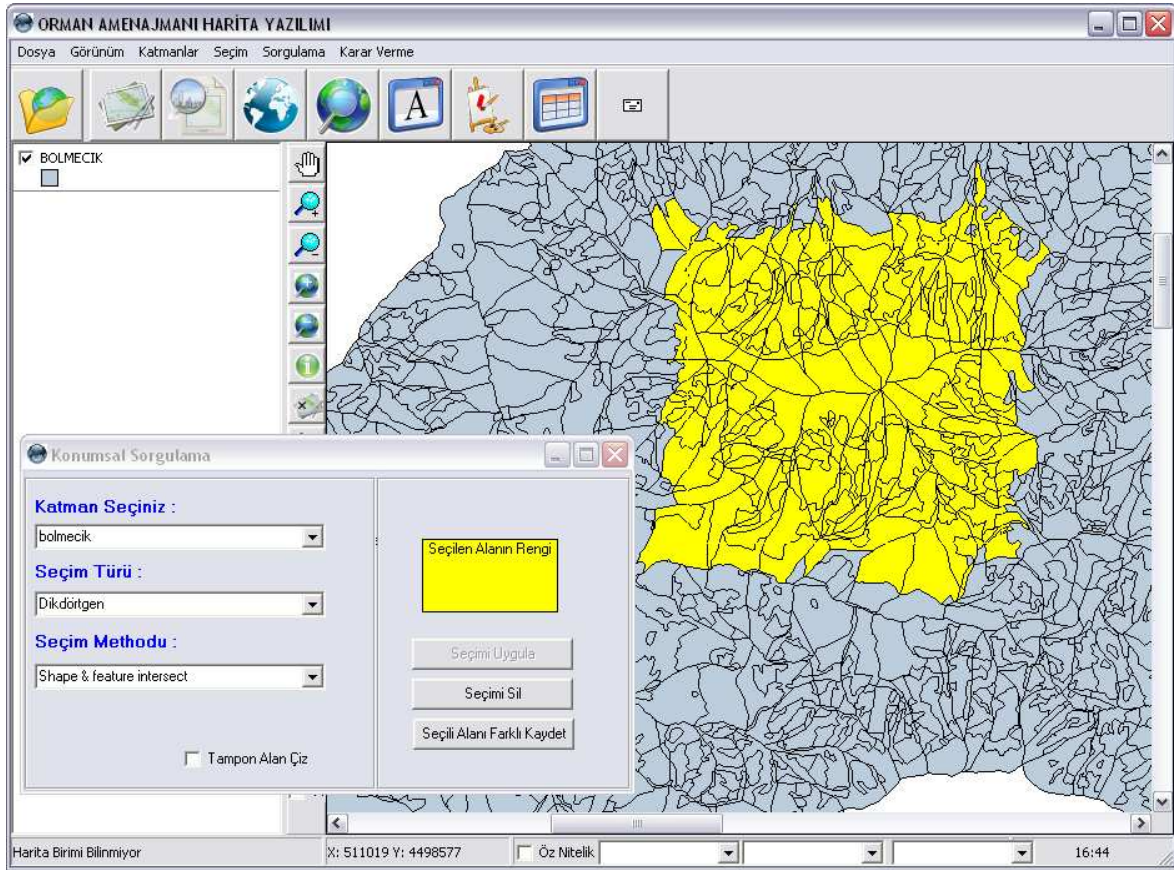 ORMAN AMENAJMANI HARİTA YAZILIMI
Dosya Görünüm Katmanlar Seçim Sorgulama Karar Verme
A
BOLMECIK
Konumsal Sorgulama
Katman Seçiniz :
bolmecik
Seçim Türü :
Dikdörtgen
Seçim Methodu :
Shape & feature intersect
Tampon Alan Çiz
Seçilen Alanın Rengi
Seçimi Uygula
Seçimi Sil
Seçili Alanı Farklı Kaydet
Harita Birimi Bilinmiyor
X: 511019 Y: 4498577
Öz Nitelik
16:44